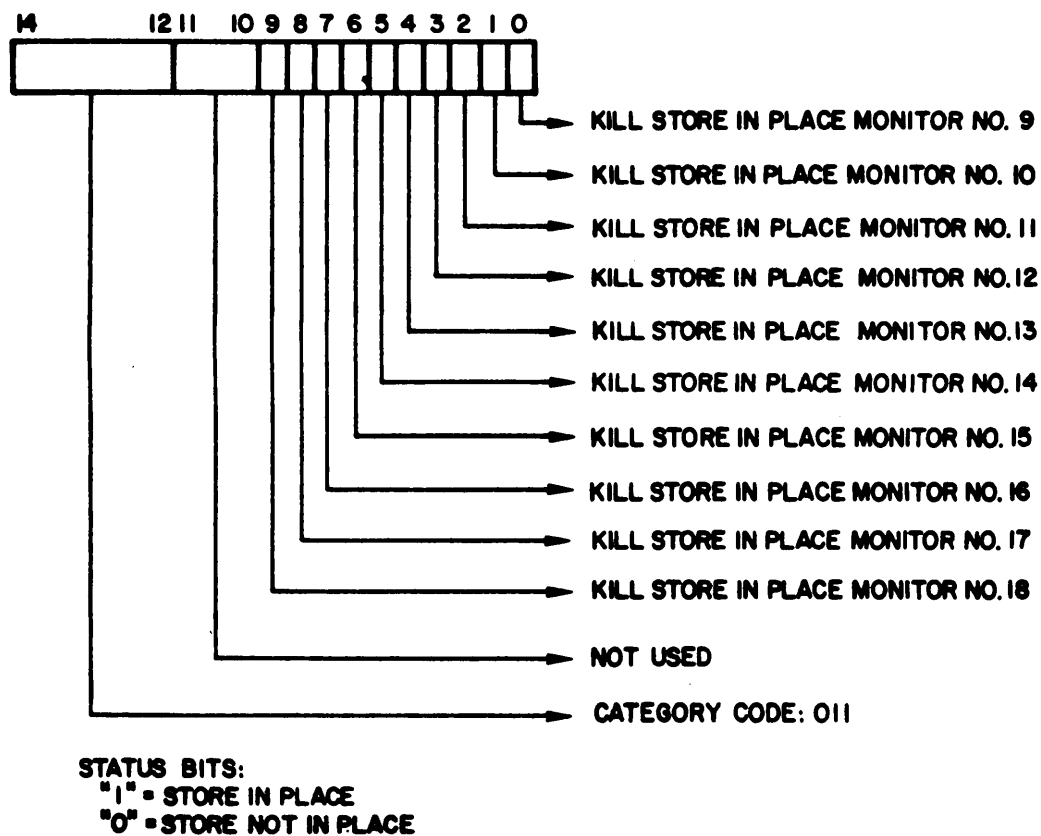 14 12 11 10 9 8 7 6 5 4 3 2 1 0
KILL STORE IN PLACE MONITOR NO. 9
KILL STORE IN PLACE MONITOR NO. 10
KILL STORE IN PLACE MONITOR NO. 11
KILL STORE IN PLACE MONITOR NO. 12
KILL STORE IN PLACE MONITOR NO. 13
KILL STORE IN PLACE MONITOR NO. 14
KILL STORE IN PLACE MONITOR NO. 15
KILL STORE IN PLACE MONITOR NO. 16
KILL STORE IN PLACE MONITOR NO. 17
KILL STORE IN PLACE MONITOR NO. 18
NOT USED
CATEGORY CODE: 011
STATUS BITS:
"1" = STORE IN PLACE
"0" = STORE NOT IN PLACE